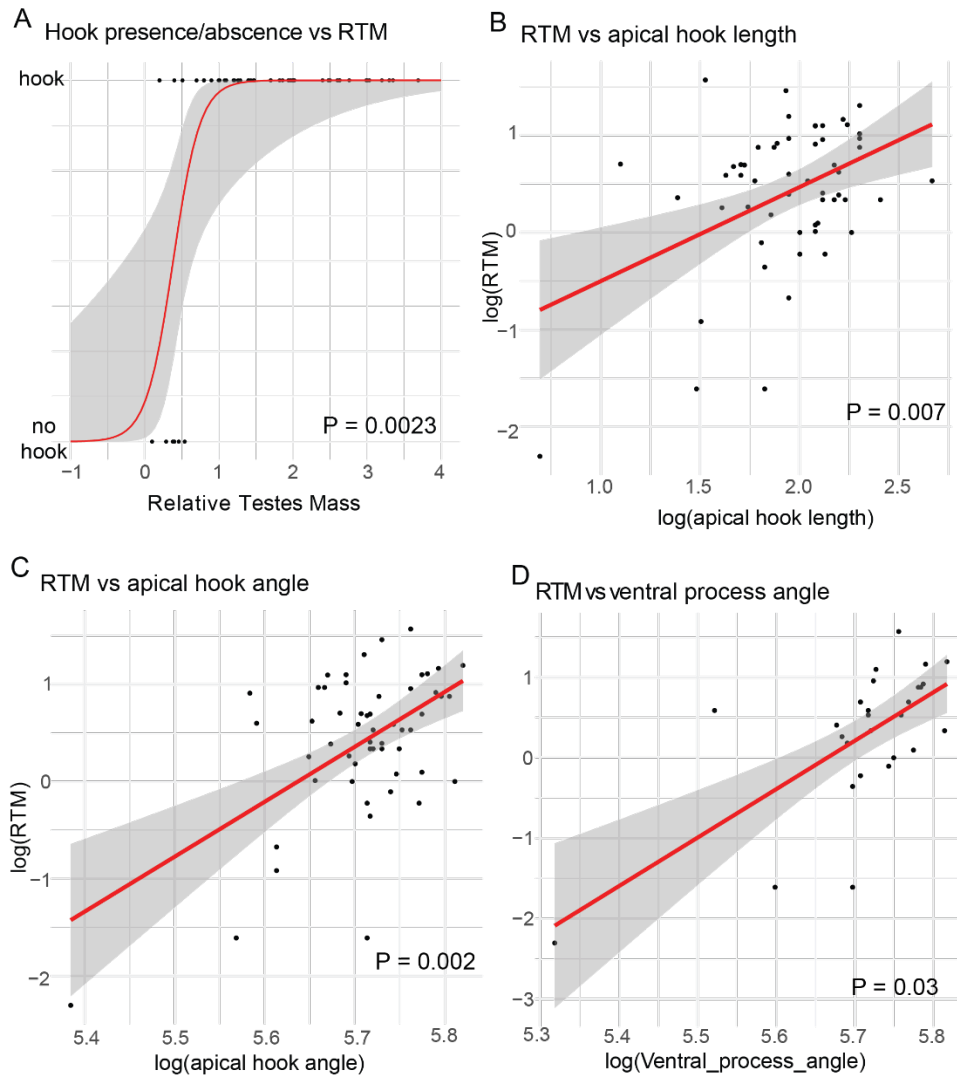 A
Hook presence/abscence vs RTM
hook
no
hook
P = 0.0023
−1 0 1 2 3 4
Relative Testes Mass
B
RTM vs apical hook length
log(RTM)
1
0
−1
−2
P = 0.007
1.0 1.5 2.0 2.5
log(apical hook length)
C
RTM vs apical hook angle
log(RTM)
1
0
−1
−2
P = 0.002
5.4 5.5 5.6 5.7 5.8
log(apical hook angle)
D
RTM vs ventral process angle
log(RTM)
1
0
−1
−2
−3
P = 0.03
5.3 5.4 5.5 5.6 5.7 5.8
log(Ventral_process_angle)